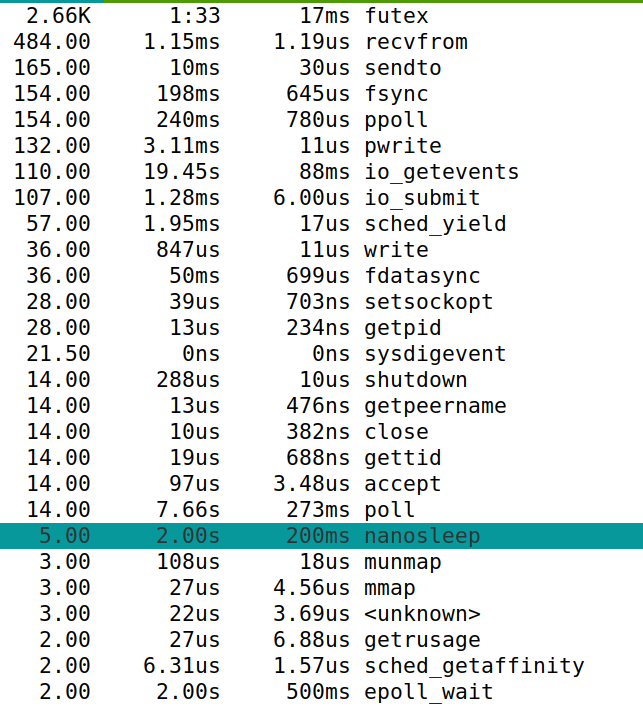 2.66K 1:33 17ms futex
484.00 1.15ms 1.19us recvfrom
165.00 10ms 30us sendto
154.00 198ms 645us fsync
154.00 240ms 780us ppoll
132.00 3.11ms 11us pwrite
110.00 19.45s 88ms io_getevents
107.00 1.28ms 6.00us io_submit
57.00 1.95ms 17us sched_yield
36.00 847us 11us write
36.00 50ms 699us fdatasync
28.00 39us 703ns setsockopt
28.00 13us 234ns getpid
21.50 0ns 0ns sysdigevent
14.00 288us 10us shutdown
14.00 13us 476ns getpeername
14.00 10us 382ns close
14.00 19us 688ns gettid
14.00 97us 3.48us accept
14.00 7.66s 273ms poll
5.00 2.00s 200ms nanosleep
3.00 108us 18us munmap
3.00 27us 4.56us mmap
3.00 22us 3.69us <unknown>
2.00 27us 6.88us getrusage
2.00 6.31us 1.57us sched_getaffinity
2.00 2.00s 500ms epoll_wait